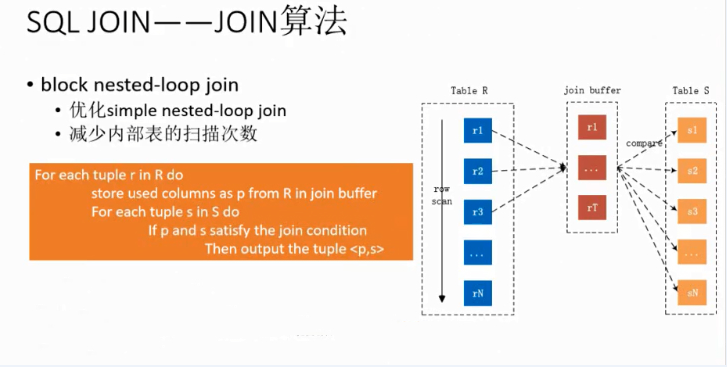 SQL JOIN——JOIN算法
• block nested-loop join
• 优化simple nested-loop join
• 减少内部表的扫描次数
For each tuple r in R do
store used columns as p from R in join buffer
For each tuple s in S do
If p and s satisfy the join condition
Then output the tuple <p,s>
Table R
join buffer
Table S
r1
r2
r3
...
rN
row
scan
r1
...
rT
compare
s1
s2
s3
...
sN